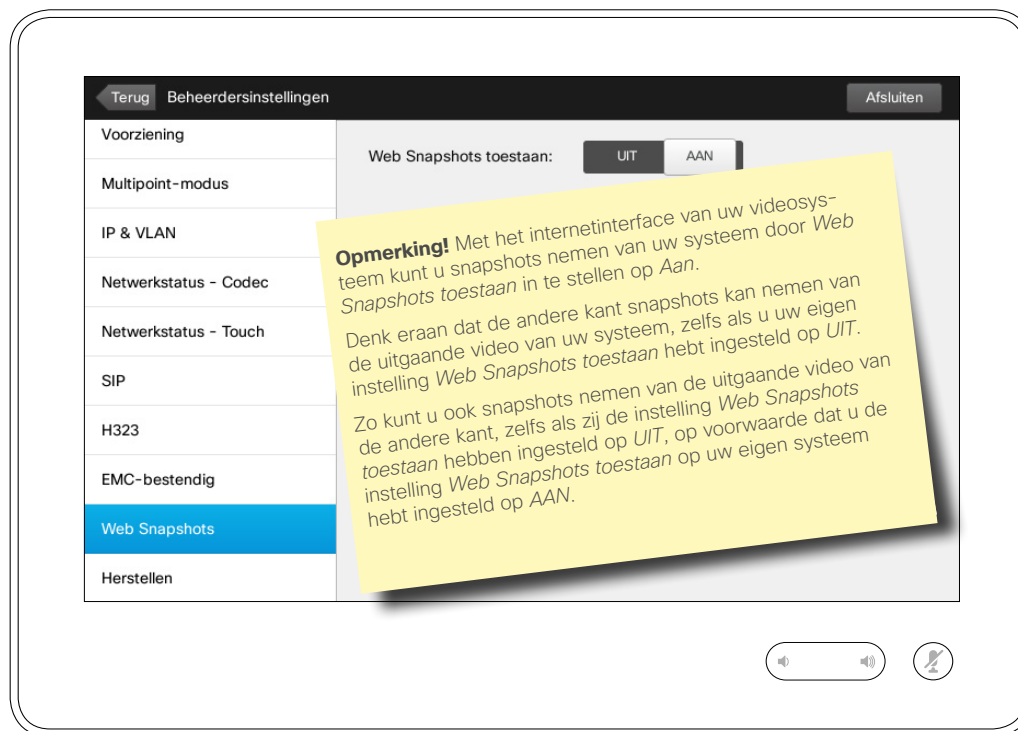 Terug Beheerdersinstellingen Afsluiten
Voorziening
Multipoint-modus
IP & VLAN
Netwerkstatus - Codec
Netwerkstatus - Touch
SIP
H323
EMC-bestendig
Web Snapshots
Herstellen
Web Snapshots toestaan: UIT AAN
Opmerking! Met het internetinterface van uw videosys-
teem kunt u snapshots nemen van uw systeem door Web
Snapshots toestaan in te stellen op Aan.
Denk eraan dat de andere kant snapshots kan nemen van
de uitgaande video van uw systeem, zelfs als u uw eigen
instelling Web Snapshots toestaan hebt ingesteld op UIT.
Zo kunt u ook snapshots nemen van de uitgaande video van
de andere kant, zelfs als zij de instelling Web Snapshots
toestaan hebben ingesteld op UIT, op voorwaarde dat u de
instelling Web Snapshots toestaan op uw eigen systeem
hebt ingesteld op AAN.